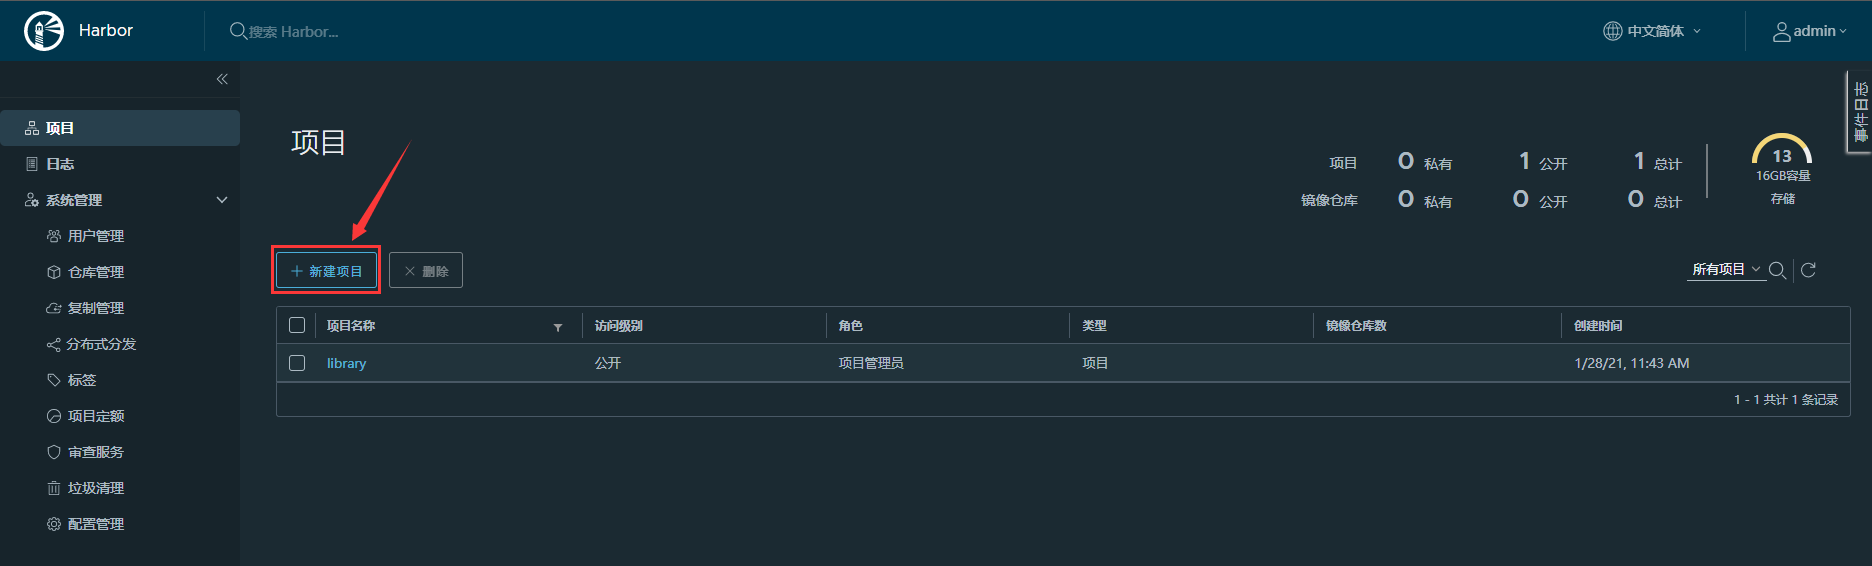 Harbor
搜索 Harbor...
中文简体
admin
事件日志
项目
日志
系统管理
用户管理
仓库管理
复制管理
分布式分发
标签
项目定额
审查服务
垃圾清理
配置管理
项目
项目 0 私有 1 公开 1 总计
镜像仓库 0 私有 0 公开 0 总计
13
16GB容量
存储
新建项目 删除
所有项目
项目名称 访问级别 角色 类型 镜像仓库数 创建时间
library 公开 项目管理员 项目 1/28/21, 11:43 AM
1 - 1 共计 1 条记录